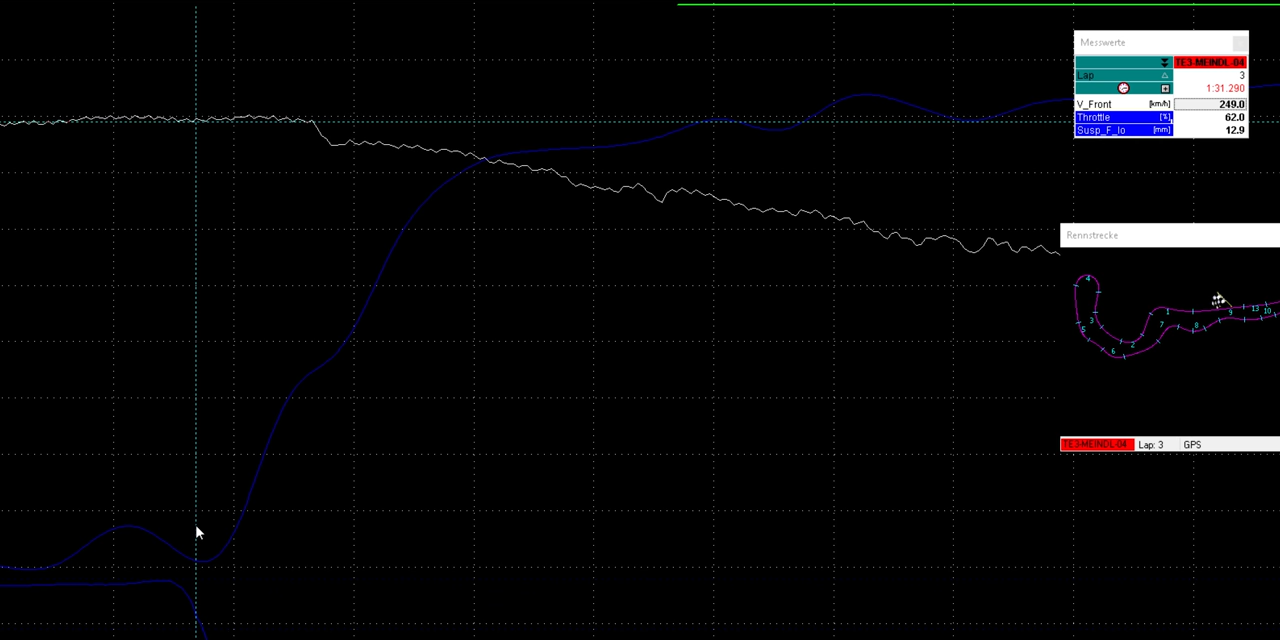 Messwerte
TE3-MEINDL-04
Lap 3
1:31.290
V_Front [km/h] 249.0
Throttle [%] 62.0
Susp_F_lo [mm] 12.9
Rennstrecke
4
3
5
6
2
1
7
8
9
13
10
TE3-MEINDL-04 Lap: 3 GPS